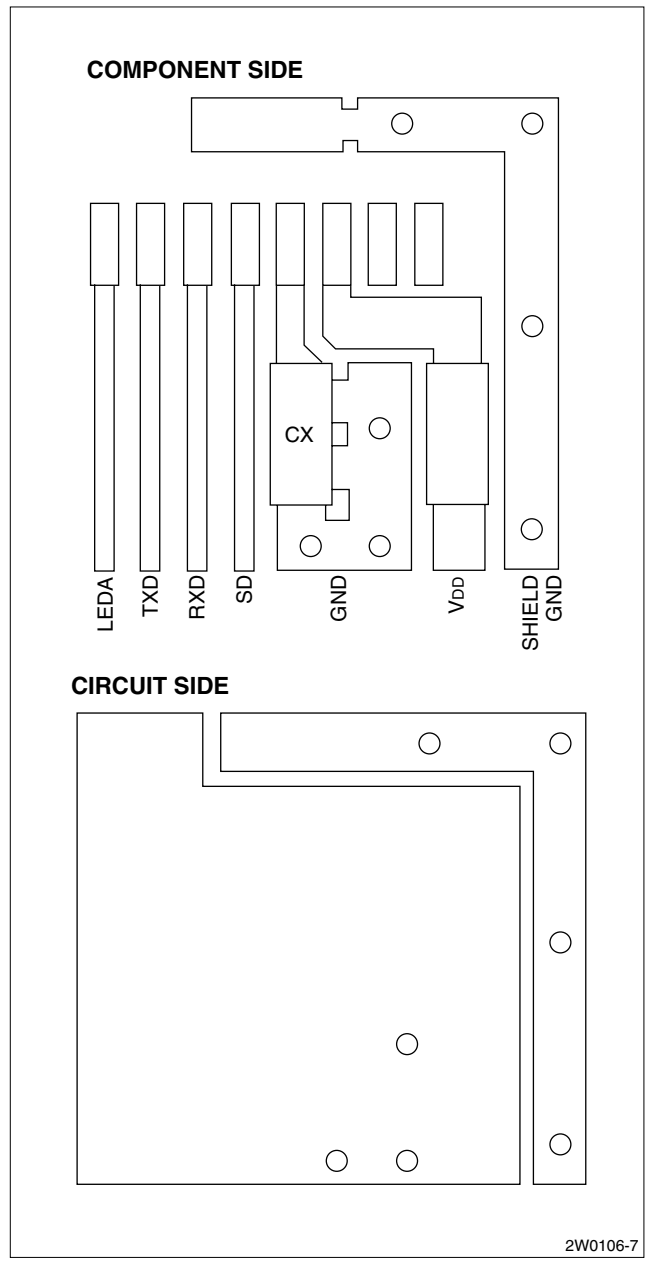 COMPONENT SIDE
CX
LEDA
TXD
RXD
SD
GND
VDD
SHIELD
GND
CIRCUIT SIDE
2W0106-7